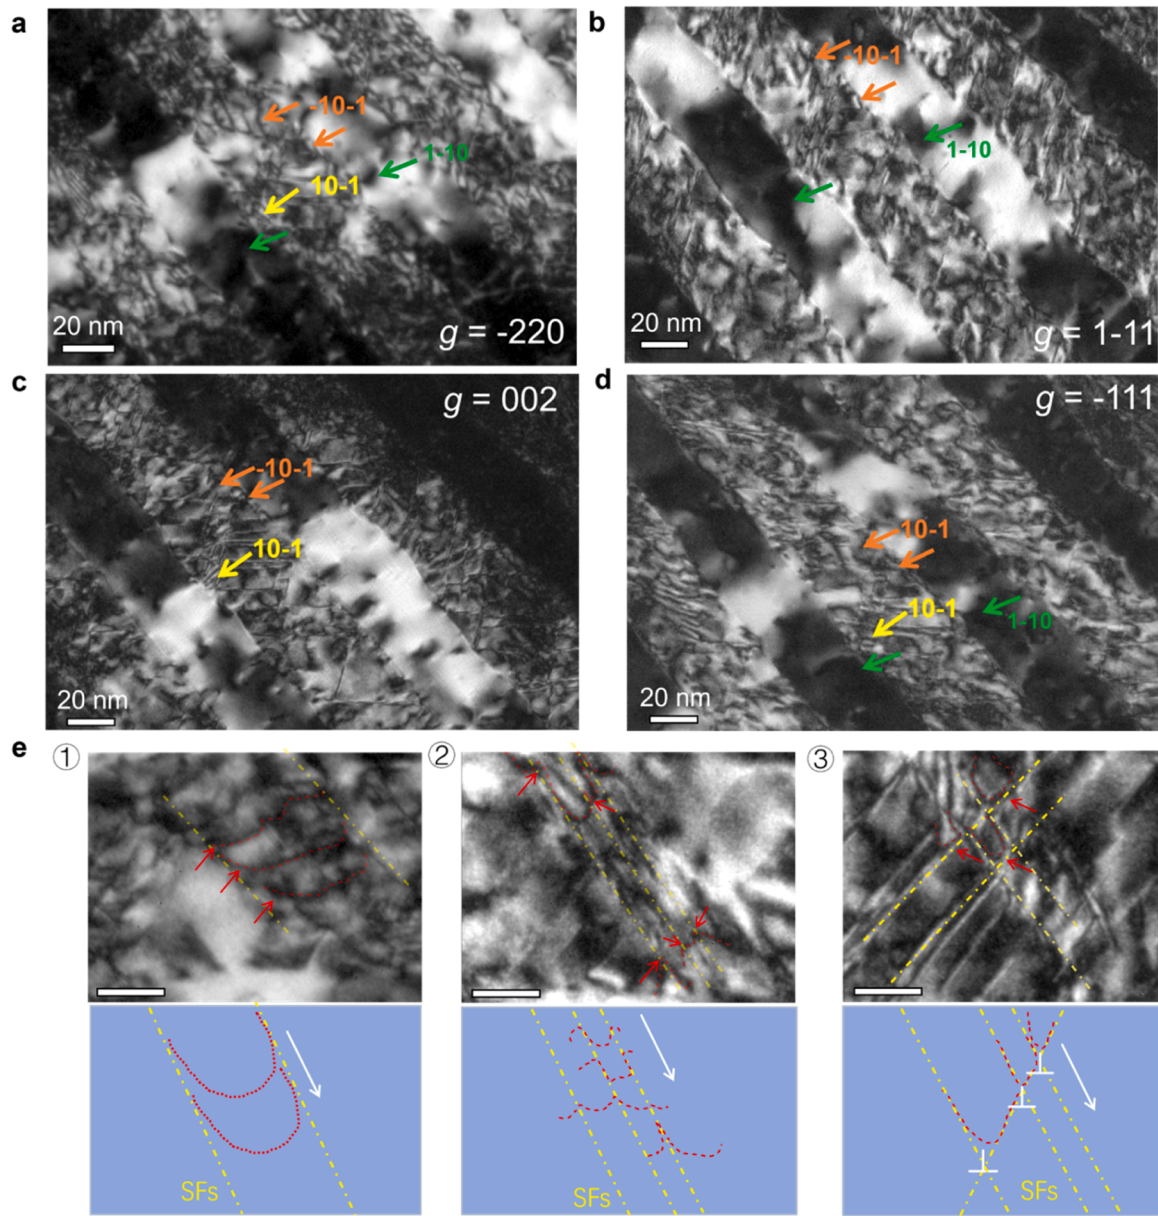 a
-10-1
1-10
10-1
20 nm
g = -220
b
-10-1
1-10
20 nm
g = 1-11
c
g = 002
-10-1
10-1
20 nm
d
g = -111
10-1
10-1
1-10
20 nm
e
①
②
③
SFs
SFs
SFs